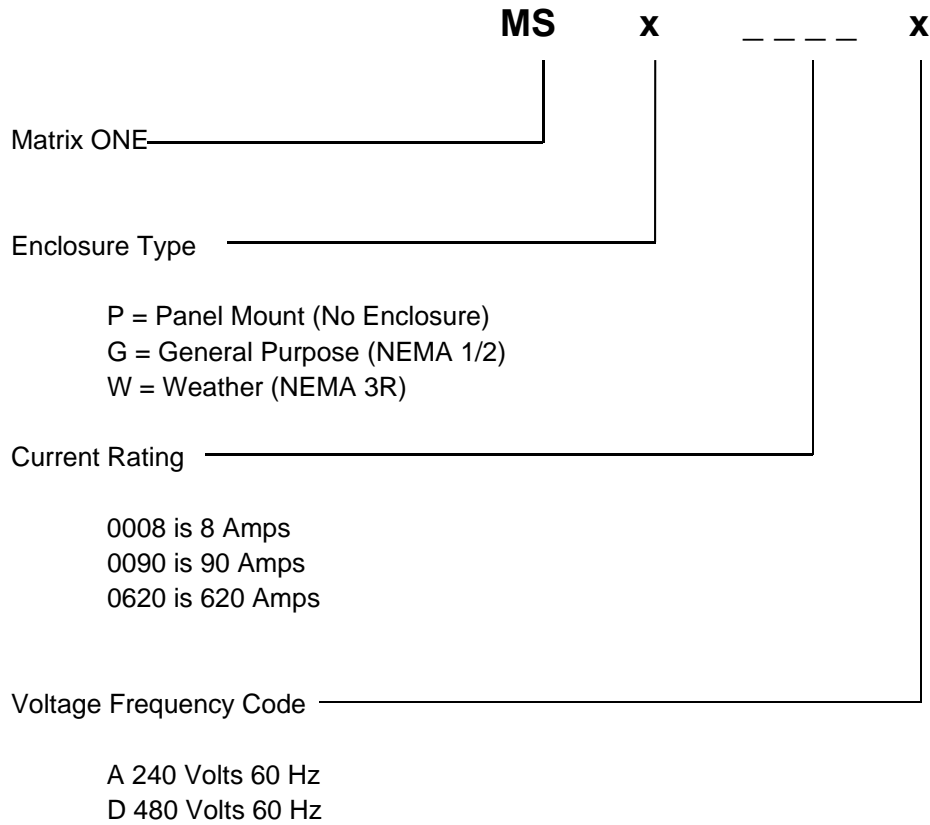 MS x _ _ _ _ x
Matrix ONE
Enclosure Type
P = Panel Mount (No Enclosure)
G = General Purpose (NEMA 1/2)
W = Weather (NEMA 3R)
Current Rating
0008 is 8 Amps
0090 is 90 Amps
0620 is 620 Amps
Voltage Frequency Code
A 240 Volts 60 Hz
D 480 Volts 60 Hz